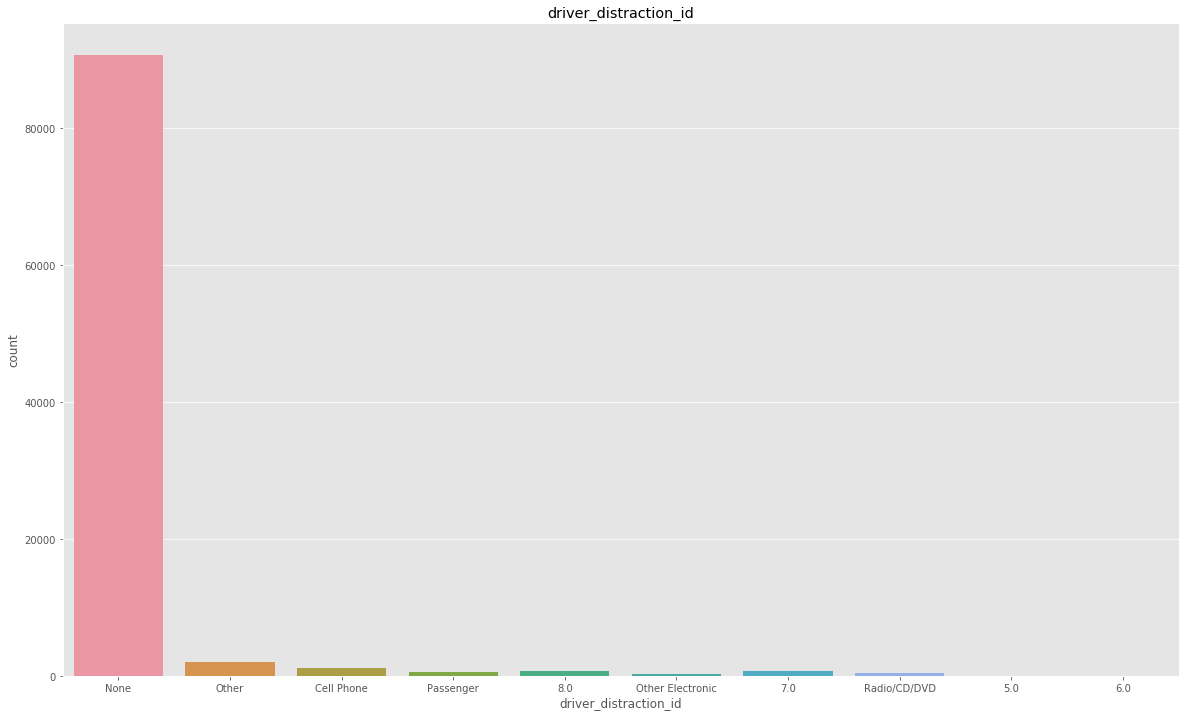 driver_distraction_id
count
80000
60000
40000
20000
0
None Other Cell Phone Passenger 8.0 Other Electronic 7.0 Radio/CD/DVD 5.0 6.0
driver_distraction_id